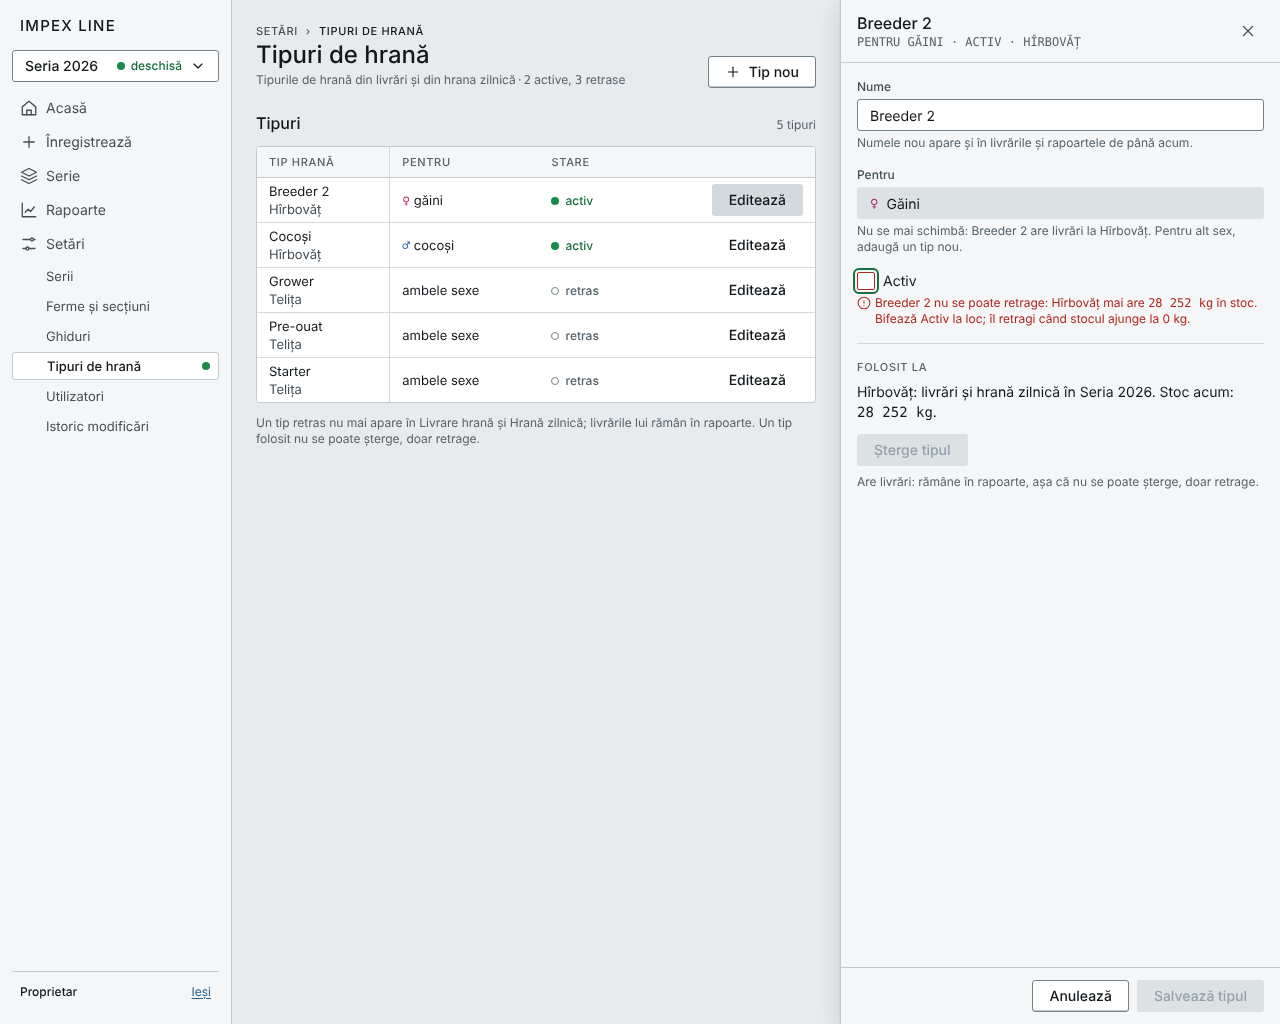 IMPEX LINE
Seria 2026 deschisă
Acasă
Înregistrează
Serie
Rapoarte
Setări
Serii
Ferme și secțiuni
Ghiduri
Tipuri de hrană
Utilizatori
Istoric modificări
Proprietar Ieși
SETĂRI › TIPURI DE HRANĂ
Tipuri de hrană
Tipurile de hrană din livrări și din hrana zilnică · 2 active, 3 retrase
Tip nou
Tipuri 5 tipuri
TIP HRANĂ PENTRU STARE
Breeder 2
Hîrbovăț
♀ găini activ Editează
Cocoși
Hîrbovăț
♂ cocoși activ Editează
Grower
Telița
ambele sexe retras Editează
Pre-ouat
Telița
ambele sexe retras Editează
Starter
Telița
ambele sexe retras Editează
Un tip retras nu mai apare în Livrare hrană și Hrană zilnică; livrările lui rămân în rapoarte. Un tip
folosit nu se poate șterge, doar retrage.
Breeder 2
PENTRU GĂINI · ACTIV · HÎRBOVĂȚ
Nume
Breeder 2
Numele nou apare și în livrările și rapoartele de până acum.
Pentru
♀ Găini
Nu se mai schimbă: Breeder 2 are livrări la Hîrbovăț. Pentru alt sex,
adaugă un tip nou.
Activ
Breeder 2 nu se poate retrage: Hîrbovăț mai are 28 252 kg în stoc.
Bifează Activ la loc; îl retragi când stocul ajunge la 0 kg.
FOLOSIT LA
Hîrbovăț: livrări și hrană zilnică în Seria 2026. Stoc acum:
28 252 kg.
Șterge tipul
Are livrări: rămâne în rapoarte, așa că nu se poate șterge, doar retrage.
Anulează Salvează tipul